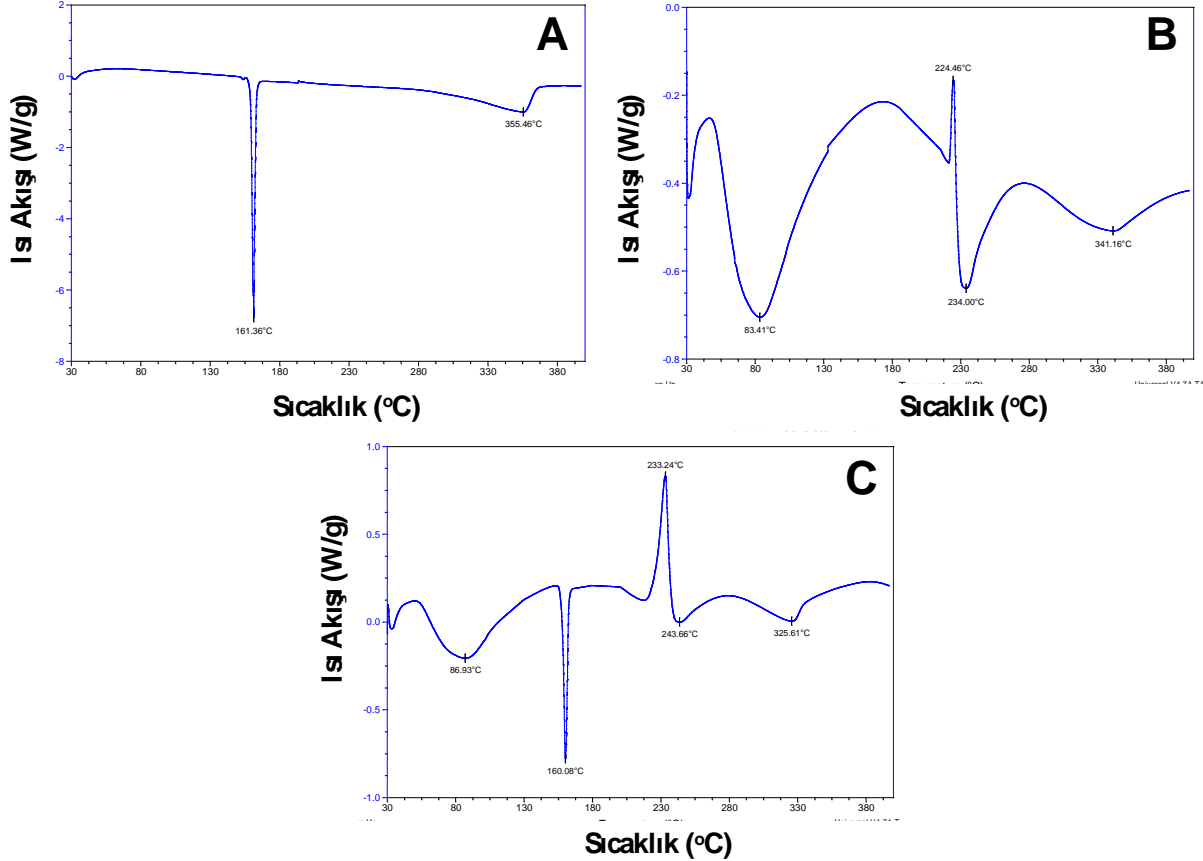 A
Isı Akışı (W/g)
2
0
-2
-4
-6
-8
161.36°C
355.46°C
30 80 130 180 230 280 330 380
Sıcaklık (°C)
B
Isı Akışı (W/g)
0.0
-0.2
-0.4
-0.6
-0.8
224.46°C
83.41°C
234.00°C
341.16°C
30 80 130 180 230 280 330 380
Sıcaklık (°C)
C
Isı Akışı (W/g)
1.0
0.5
0.0
-0.5
-1.0
233.24°C
86.93°C
160.08°C
243.66°C
325.61°C
30 80 130 180 230 280 330 380
Sıcaklık (°C)